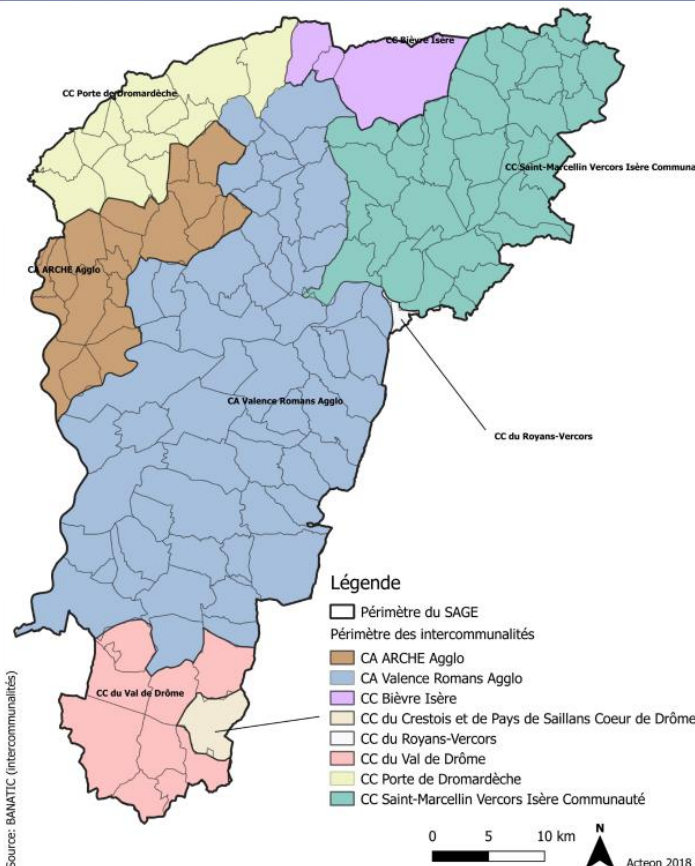 CC Bièvre Isère
CC Porte de Dromardèche
CC Saint-Marcellin Vercors Isère Communa
CA ARCHE Agglo
CA Valence Romans Agglo
CC du Royans-Vercors
CC du Val de Drôme
Légende
Périmètre du SAGE
Périmètre des intercommunalités
CA ARCHE Agglo
CA Valence Romans Agglo
CC Bièvre Isère
CC du Crestois et de Pays de Saillans Coeur de Drôme
CC du Royans-Vercors
CC du Val de Drôme
CC Porte de Dromardèche
CC Saint-Marcellin Vercors Isère Communauté
0 5 10 km
N
Acteon 2018
Source: BANATIC (intercommunalités)